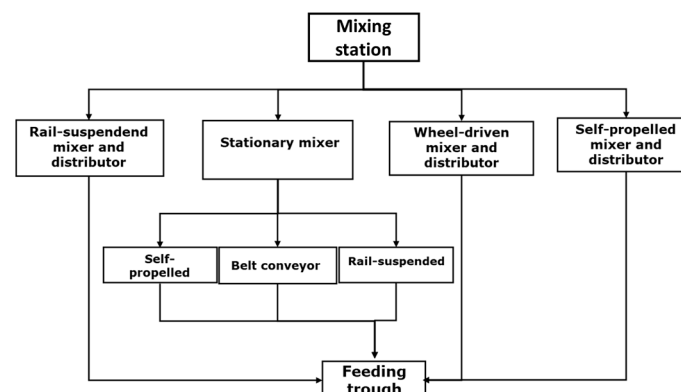 Mixing
station
Rail-suspendend
mixer and
distributor
Stationary mixer
Wheel-driven
mixer and
distributor
Self-propelled
mixer and
distributor
Self-
propelled
Belt conveyor
Rail-suspended
Feeding
trough